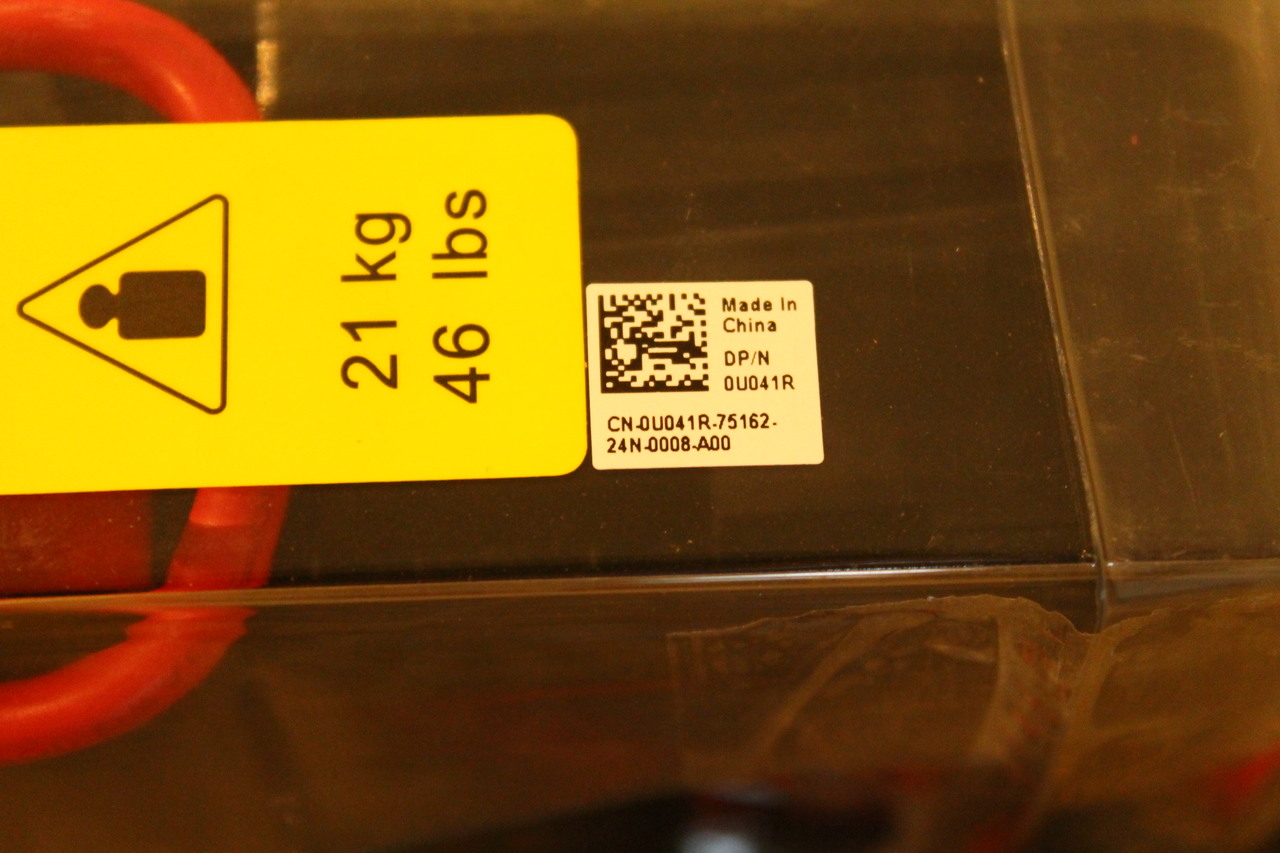 21 kg
46 lbs
Made In
China
DP/N
0U041R
CN-0U041R-75162-
24N-0008-A00